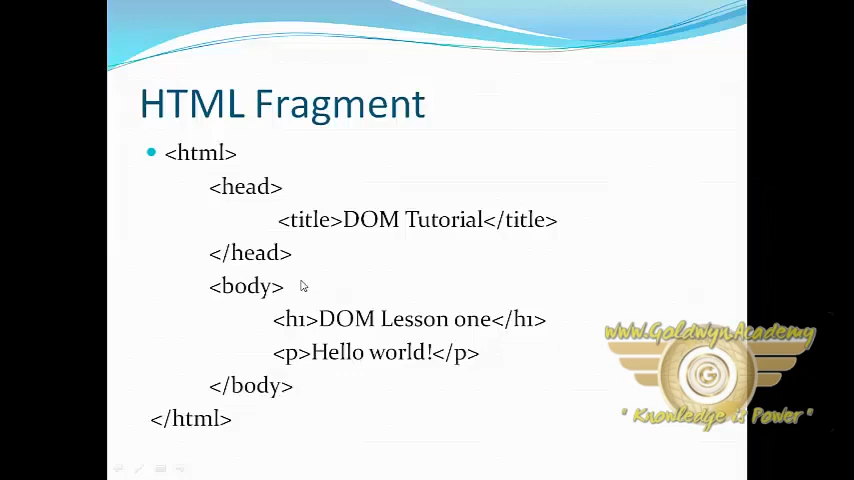 HTML Fragment
<html>
<head>
<title>DOM Tutorial</title>
</head>
<body>
<h1>DOM Lesson one</h1>
<p>Hello world!</p>
</body>
</html>
www.GoldwynAcademy
G
" Knowledge is Power "